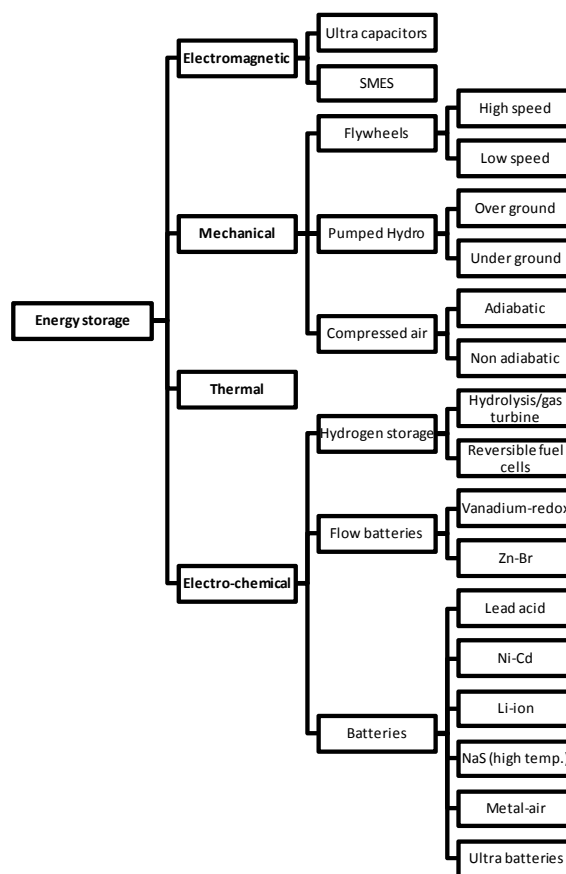 Ultra capacitors
Electromagnetic
SMES
High speed
Flywheels
Low speed
Over ground
Mechanical
Pumped Hydro
Under ground
Adiabatic
Energy storage
Compressed air
Non adiabatic
Thermal
Hydrolysis/gas
turbine
Hydrogen storage
Reversible fuel
cells
Vanadium-redox
Flow batteries
Zn-Br
Electro-chemical
Lead acid
Ni-Cd
Li-ion
Batteries
NaS (high temp.)
Metal-air
Ultra batteries